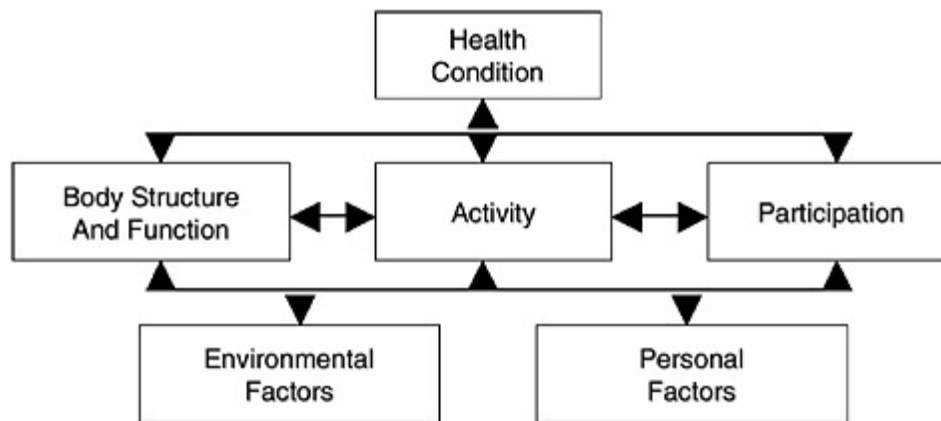 Health
Condition
Body Structure
And Function
Activity
Participation
Environmental
Factors
Personal
Factors